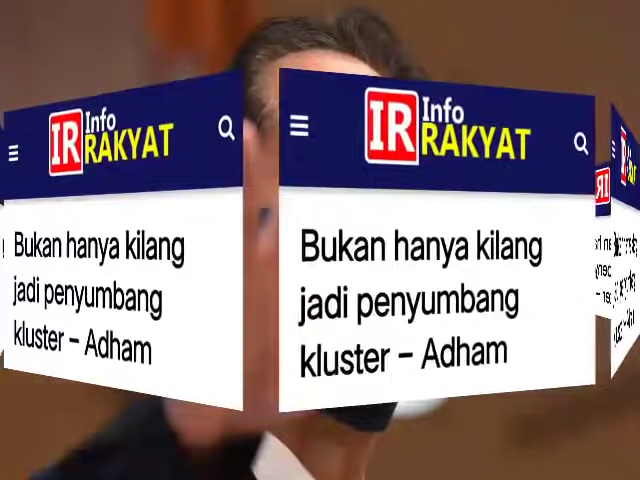 IR Info
RAKYAT
Bukan hanya kilang
jadi penyumbang
kluster – Adham
IR Info
RAKYAT
Bukan hanya kilang
jadi penyumbang
kluster – Adham